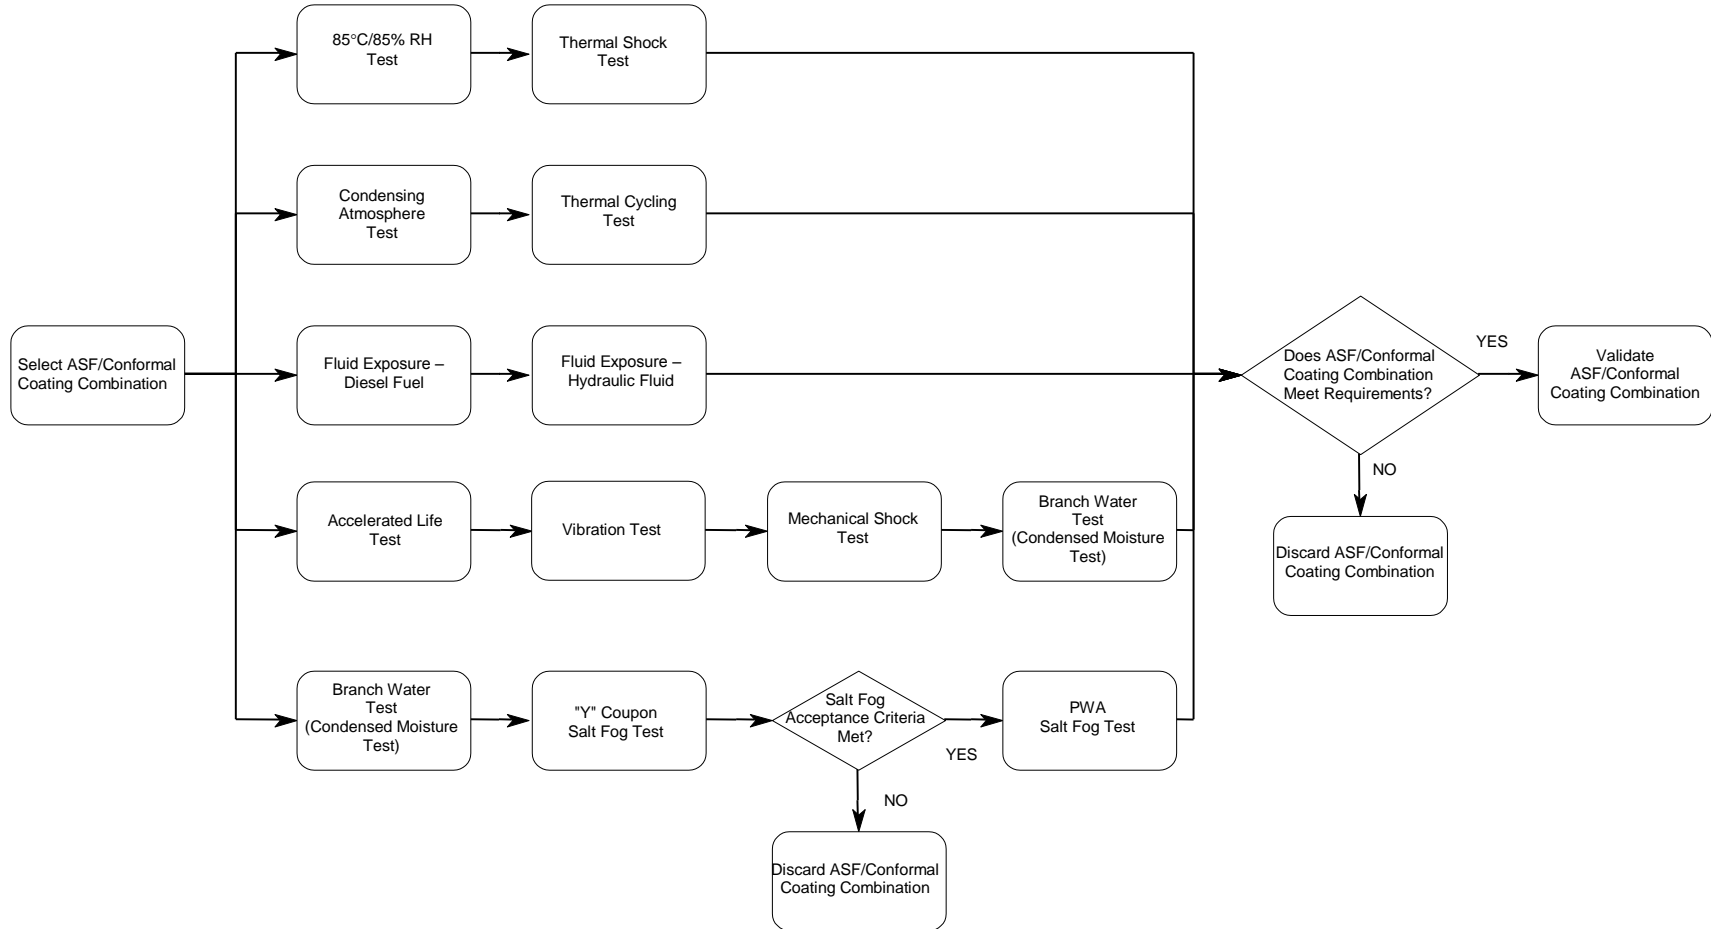 85°C/85% RH
Test
Thermal Shock
Test
Condensing
Atmosphere
Test
Thermal Cycling
Test
Select ASF/Conformal
Coating Combination
Fluid Exposure –
Diesel Fuel
Fluid Exposure –
Hydraulic Fluid
Does ASF/Conformal
Coating Combination
Meet Requirements?
YES
Validate
ASF/Conformal
Coating Combination
NO
Discard ASF/Conformal
Coating Combination
Accelerated Life
Test
Vibration Test
Mechanical Shock
Test
Branch Water
Test
(Condensed Moisture
Test)
Branch Water
Test
(Condensed Moisture
Test)
"Y" Coupon
Salt Fog Test
Salt Fog
Acceptance Criteria
Met?
YES
PWA
Salt Fog Test
NO
Discard ASF/Conformal
Coating Combination